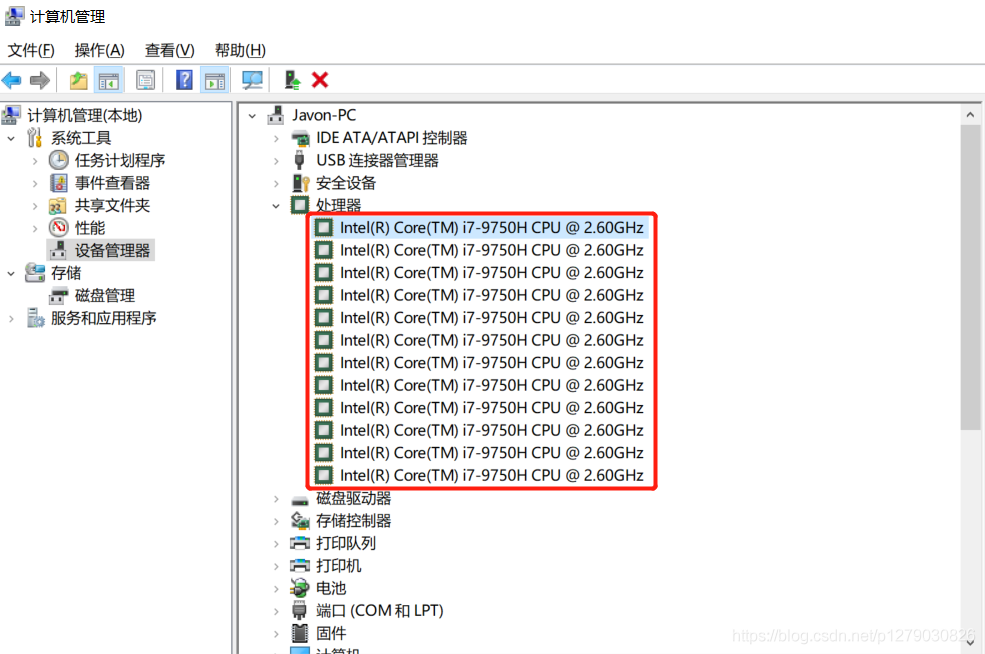 计算机管理
文件(F) 操作(A) 查看(V) 帮助(H)
计算机管理(本地)
系统工具
任务计划程序
事件查看器
共享文件夹
性能
设备管理器
存储
磁盘管理
服务和应用程序
Javon-PC
IDE ATA/ATAPI 控制器
USB 连接器管理器
安全设备
处理器
Intel(R) Core(TM) i7-9750H CPU @ 2.60GHz
Intel(R) Core(TM) i7-9750H CPU @ 2.60GHz
Intel(R) Core(TM) i7-9750H CPU @ 2.60GHz
Intel(R) Core(TM) i7-9750H CPU @ 2.60GHz
Intel(R) Core(TM) i7-9750H CPU @ 2.60GHz
Intel(R) Core(TM) i7-9750H CPU @ 2.60GHz
Intel(R) Core(TM) i7-9750H CPU @ 2.60GHz
Intel(R) Core(TM) i7-9750H CPU @ 2.60GHz
Intel(R) Core(TM) i7-9750H CPU @ 2.60GHz
Intel(R) Core(TM) i7-9750H CPU @ 2.60GHz
Intel(R) Core(TM) i7-9750H CPU @ 2.60GHz
Intel(R) Core(TM) i7-9750H CPU @ 2.60GHz
磁盘驱动器
存储控制器
打印队列
打印机
电池
端口 (COM 和 LPT)
固件
计算机
https://blog.csdn.net/p1279030826